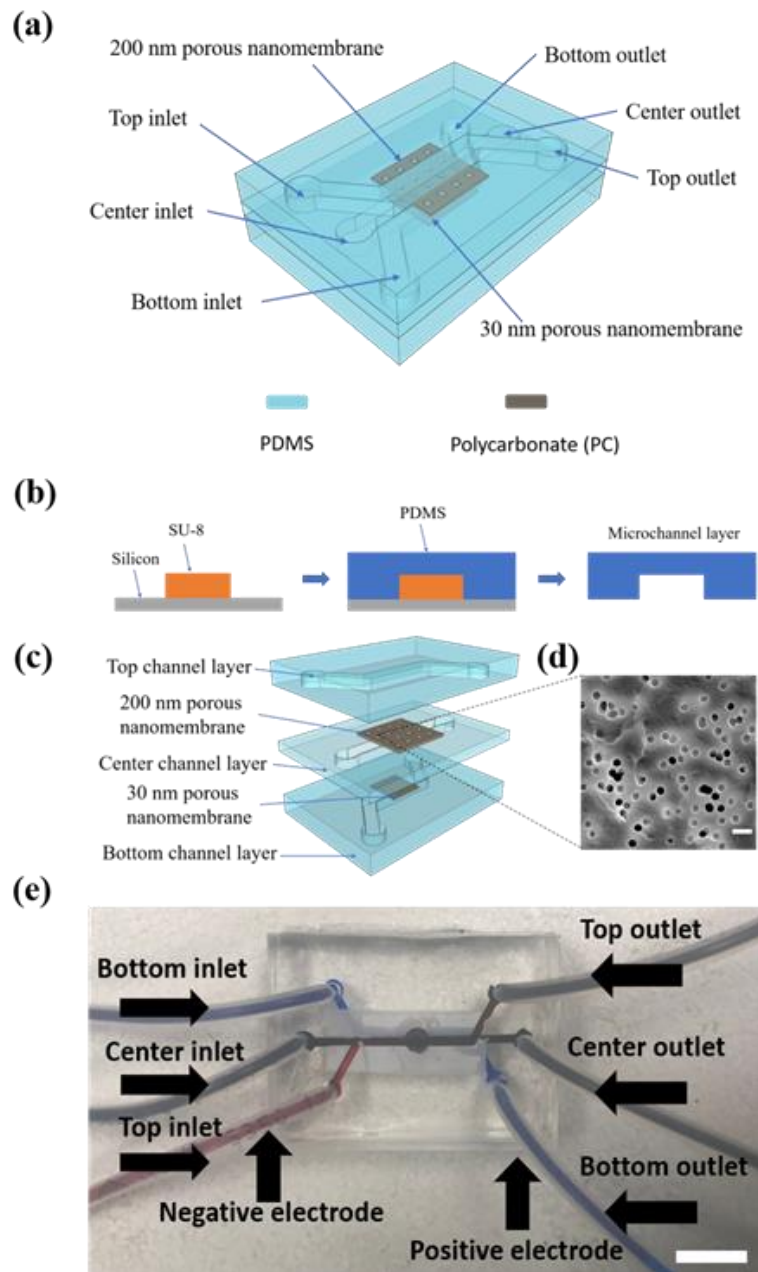 (a)
200 nm porous nanomembrane
Bottom outlet
Top inlet
Center outlet
Center inlet
Top outlet
Bottom inlet
30 nm porous nanomembrane
PDMS
Polycarbonate (PC)
(b)
SU-8
Silicon
PDMS
Microchannel layer
(c)
Top channel layer
200 nm porous
nanomembrane
Center channel layer
30 nm porous
nanomembrane
Bottom channel layer
(d)
(e)
Bottom inlet
Top outlet
Center inlet
Center outlet
Top inlet
Bottom outlet
Negative electrode
Positive electrode